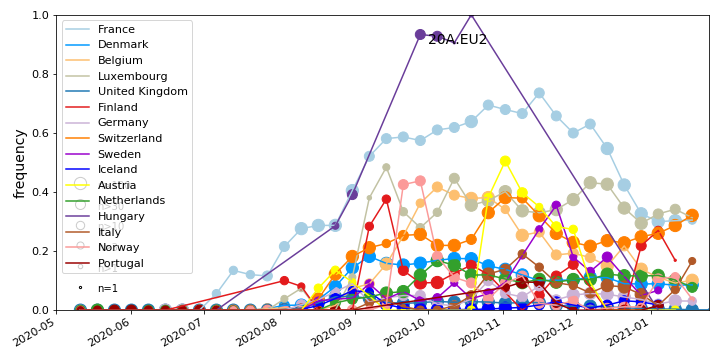 1.0
0.8
0.6
0.4
0.2
0.0
frequency
20A.EU2
France
Denmark
Belgium
Luxembourg
United Kingdom
Finland
Germany
Switzerland
Sweden
Iceland
Austria
Netherlands
Hungary
Italy
Norway
Portugal
n=1
2020-05
2020-06
2020-07
2020-08
2020-09
2020-10
2020-11
2020-12
2021-01